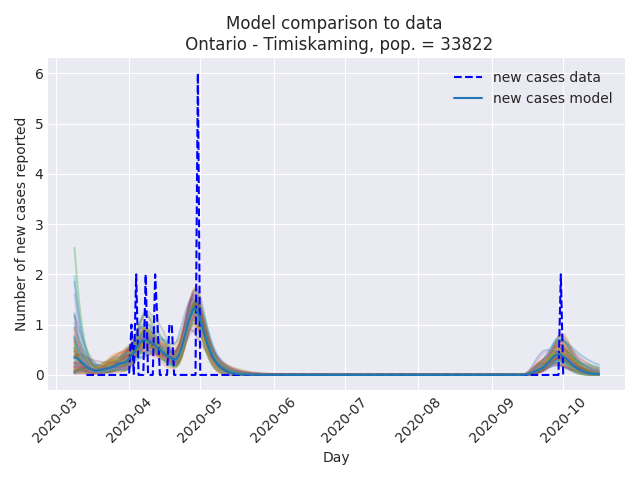 Model comparison to data
Ontario - Timiskaming, pop. = 33822
new cases data
new cases model
Number of new cases reported
6
5
4
3
2
1
0
2020-03
2020-04
2020-05
2020-06
2020-07
2020-08
2020-09
2020-10
Day